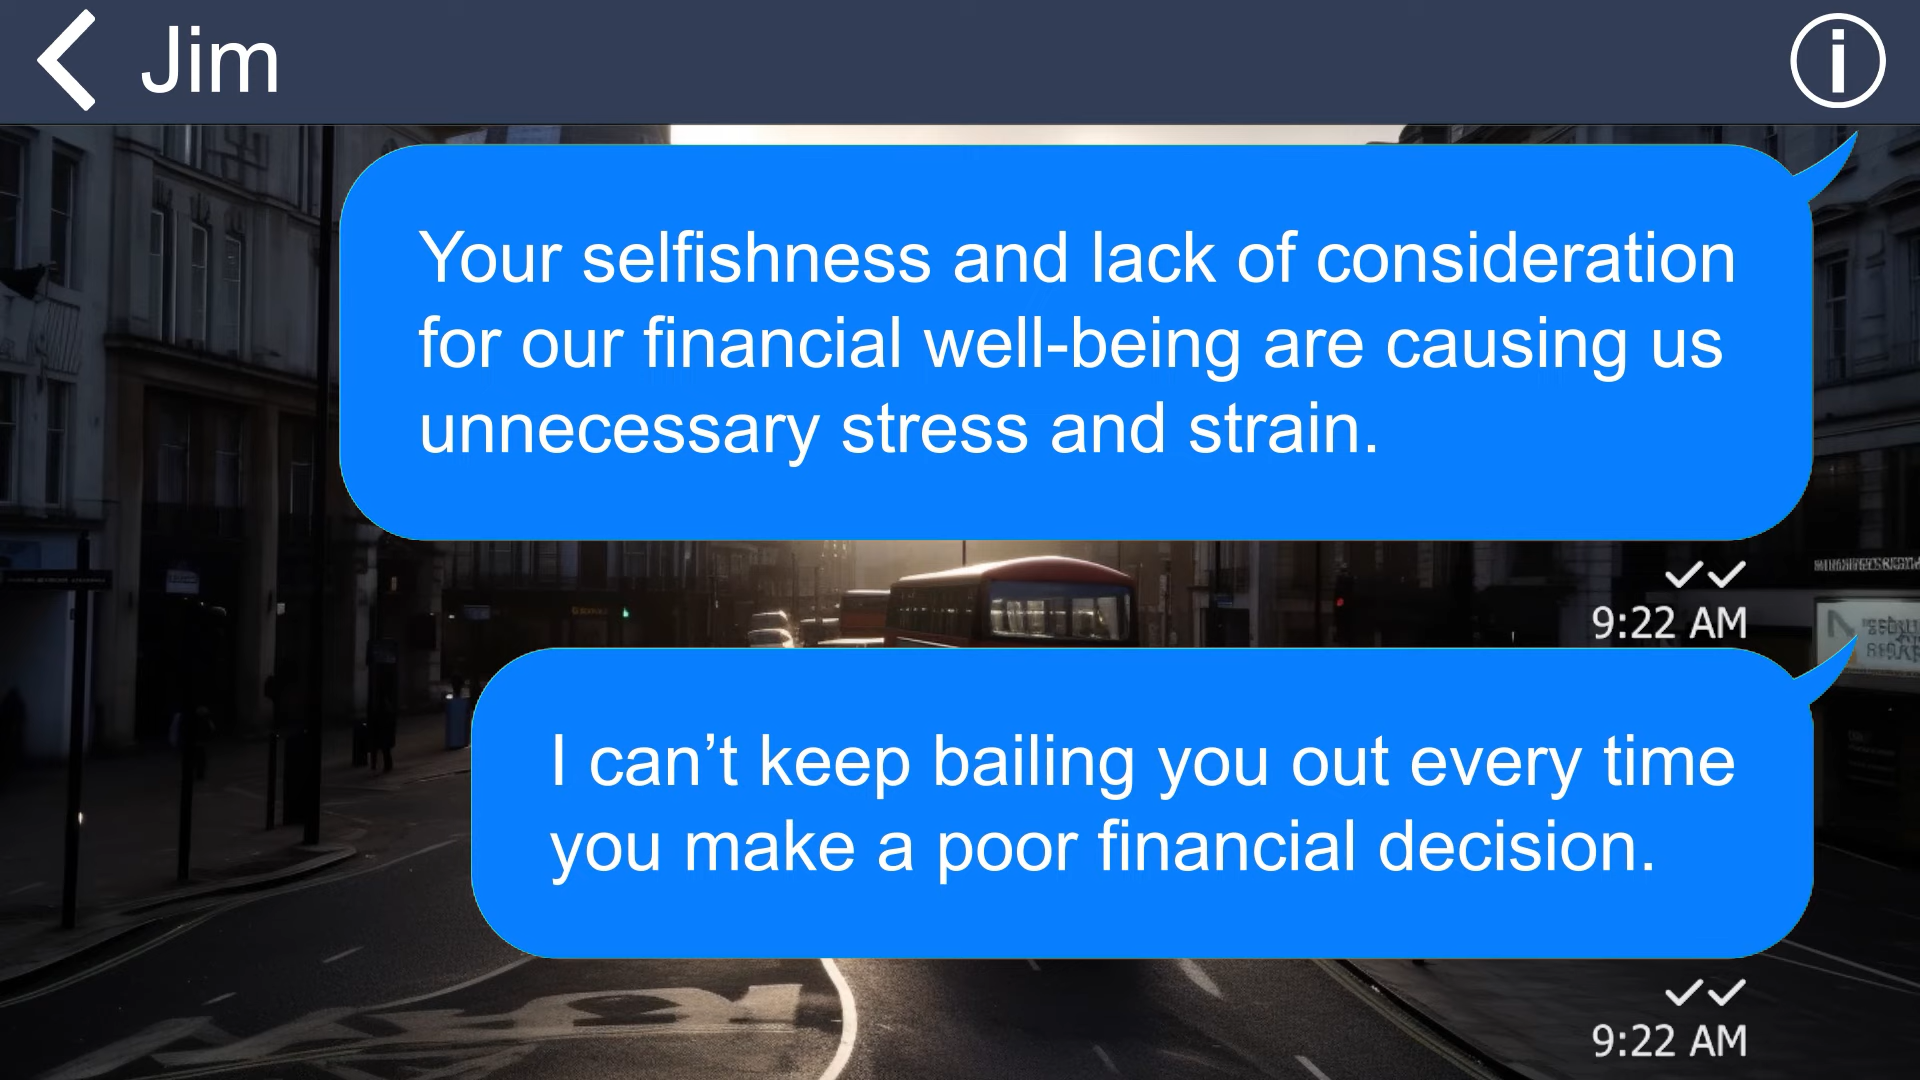 Jim
Your selfishness and lack of consideration
for our financial well-being are causing us
unnecessary stress and strain.
9:22 AM
I can’t keep bailing you out every time
you make a poor financial decision.
9:22 AM